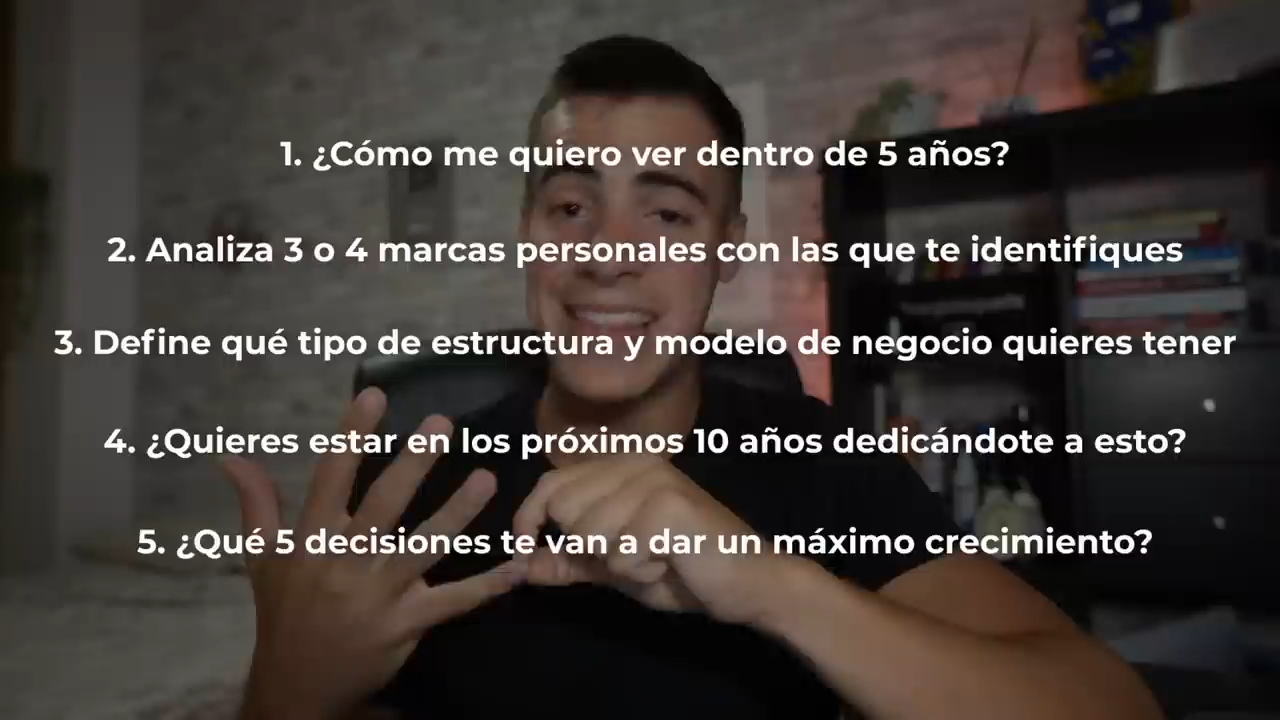 1. ¿Cómo me quiero ver dentro de 5 años?
2. Analiza 3 o 4 marcas personales con las que te identifiques
3. Define qué tipo de estructura y modelo de negocio quieres tener
4. ¿Quieres estar en los próximos 10 años dedicándote a esto?
5. ¿Qué 5 decisiones te van a dar un máximo crecimiento?